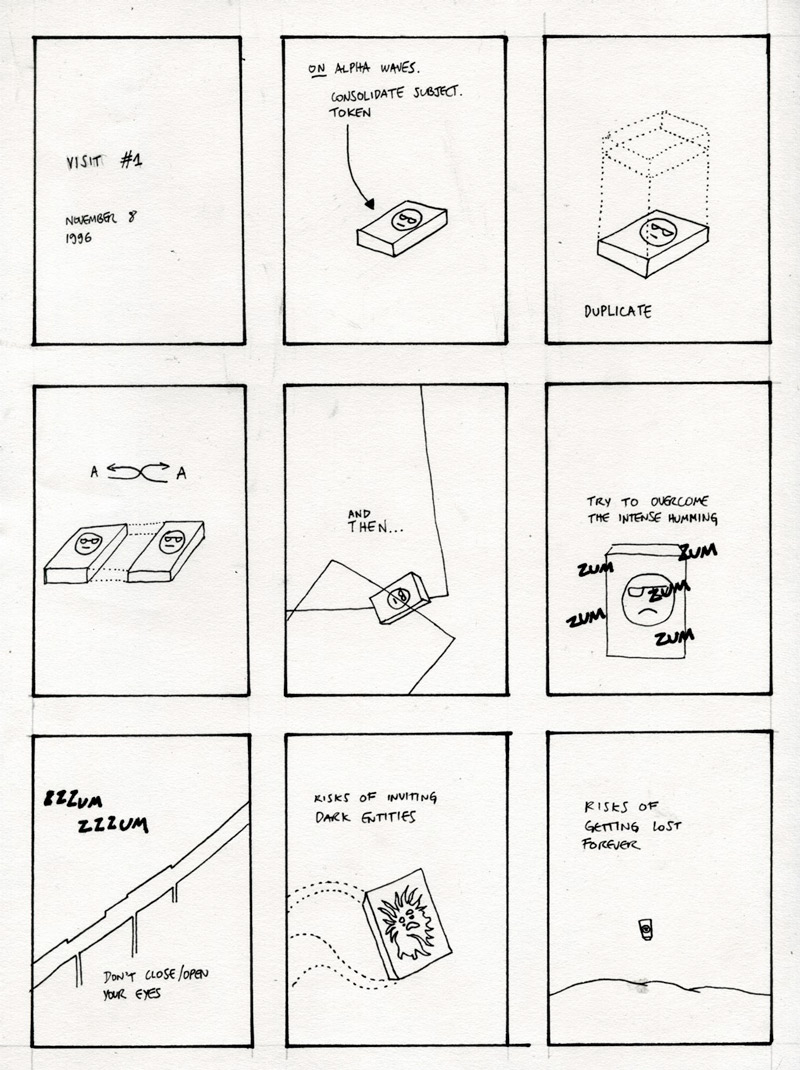 VISIT #1
NOVEMBER 8
1996
ON ALPHA WAVES.
CONSOLIDATE SUBJECT.
TOKEN
DUPLICATE
A A
AND
THEN...
TRY TO OVERCOME
THE INTENSE HUMMING
ZUM
ZUM
ZUM
ZUM
ZUM
ZZZUM
ZZZUM
DON'T CLOSE/OPEN
YOUR EYES
RISKS OF INVITING
DARK ENTITIES
RISKS OF
GETTING LOST
FOREVER